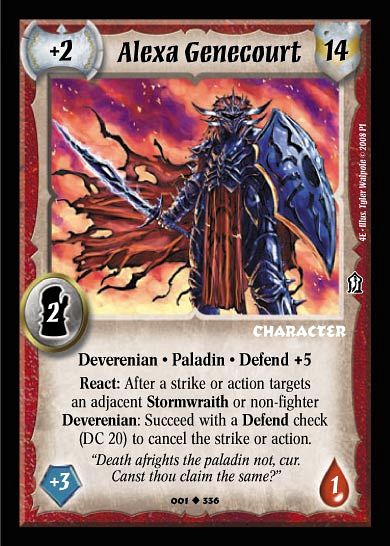 +2
Alexa Genecourt
14
4E • Illus. Tyler Walpole © 2008 PI
2
CHARACTER
Deverenian • Paladin • Defend +5
React: After a strike or action targets
an adjacent Stormwraith or non-fighter
Deverenian: Succeed with a Defend check
(DC 20) to cancel the strike or action.
“Death afrights the paladin not, cur.
Canst thou claim the same?”
+3
001 ◆ 336
1